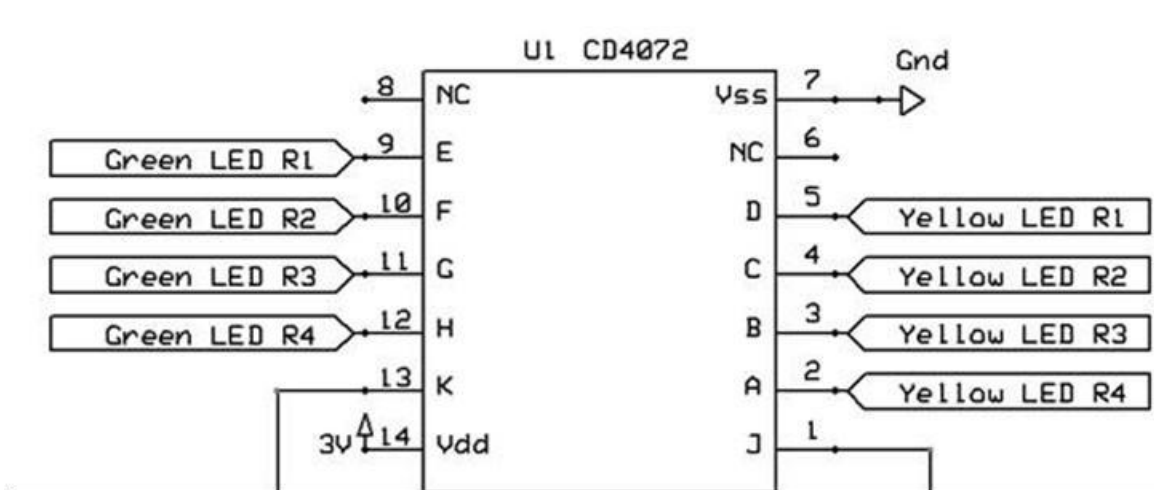 U1 CD4072
Gnd
8 NC Vss 7
Green LED R1 9 E NC 6
Green LED R2 10 F D 5 Yellow LED R1
Green LED R3 11 G C 4 Yellow LED R2
Green LED R4 12 H B 3 Yellow LED R3
13 K A 2 Yellow LED R4
3V 14 Vdd J 1